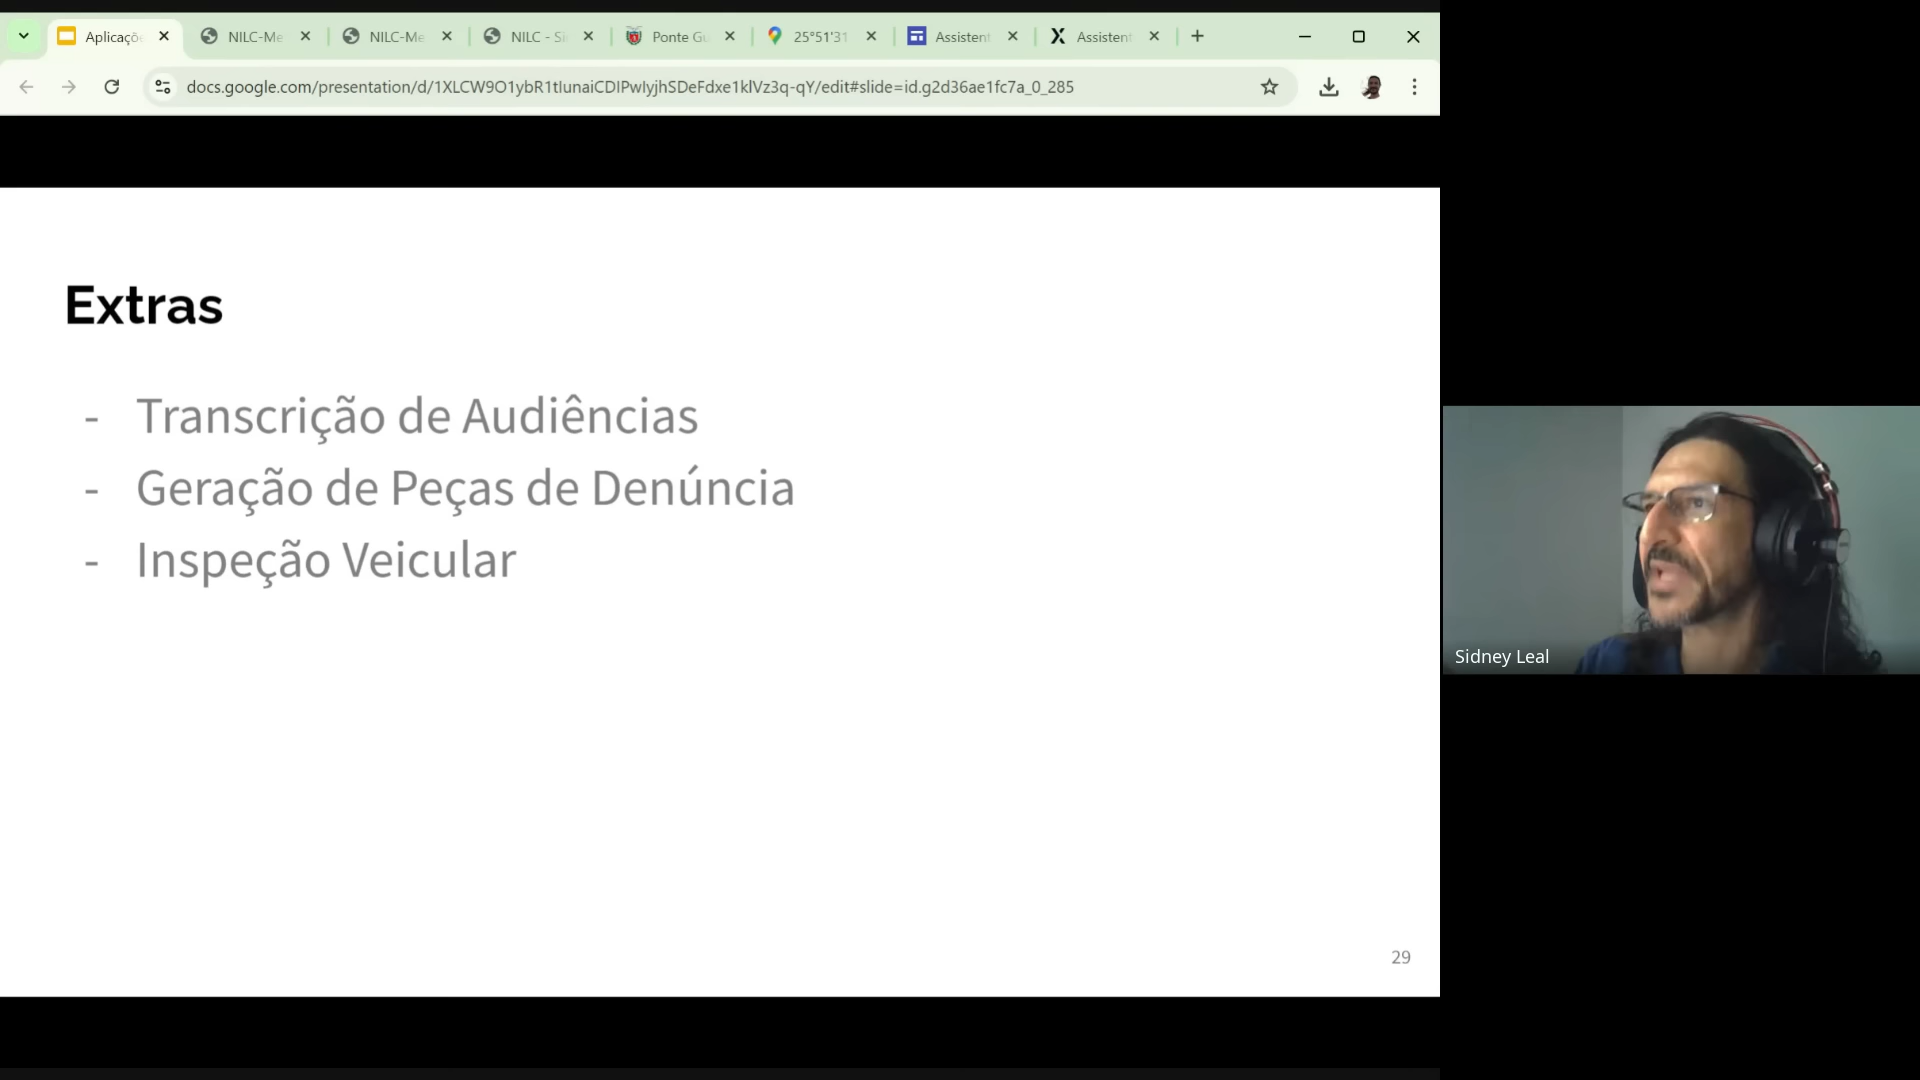 Aplicaçõ
NILC-Me
NILC-Me
NILC - Si
Ponte Gu
25°51'31
Assistent
Assistent
docs.google.com/presentation/d/1XLCW9O1ybR1tIunaiCDIPwIyjhSDeFdxe1klVz3q-qY/edit#slide=id.g2d36ae1fc7a_0_285
Extras
- Transcrição de Audiências
- Geração de Peças de Denúncia
- Inspeção Veicular
Sidney Leal
29